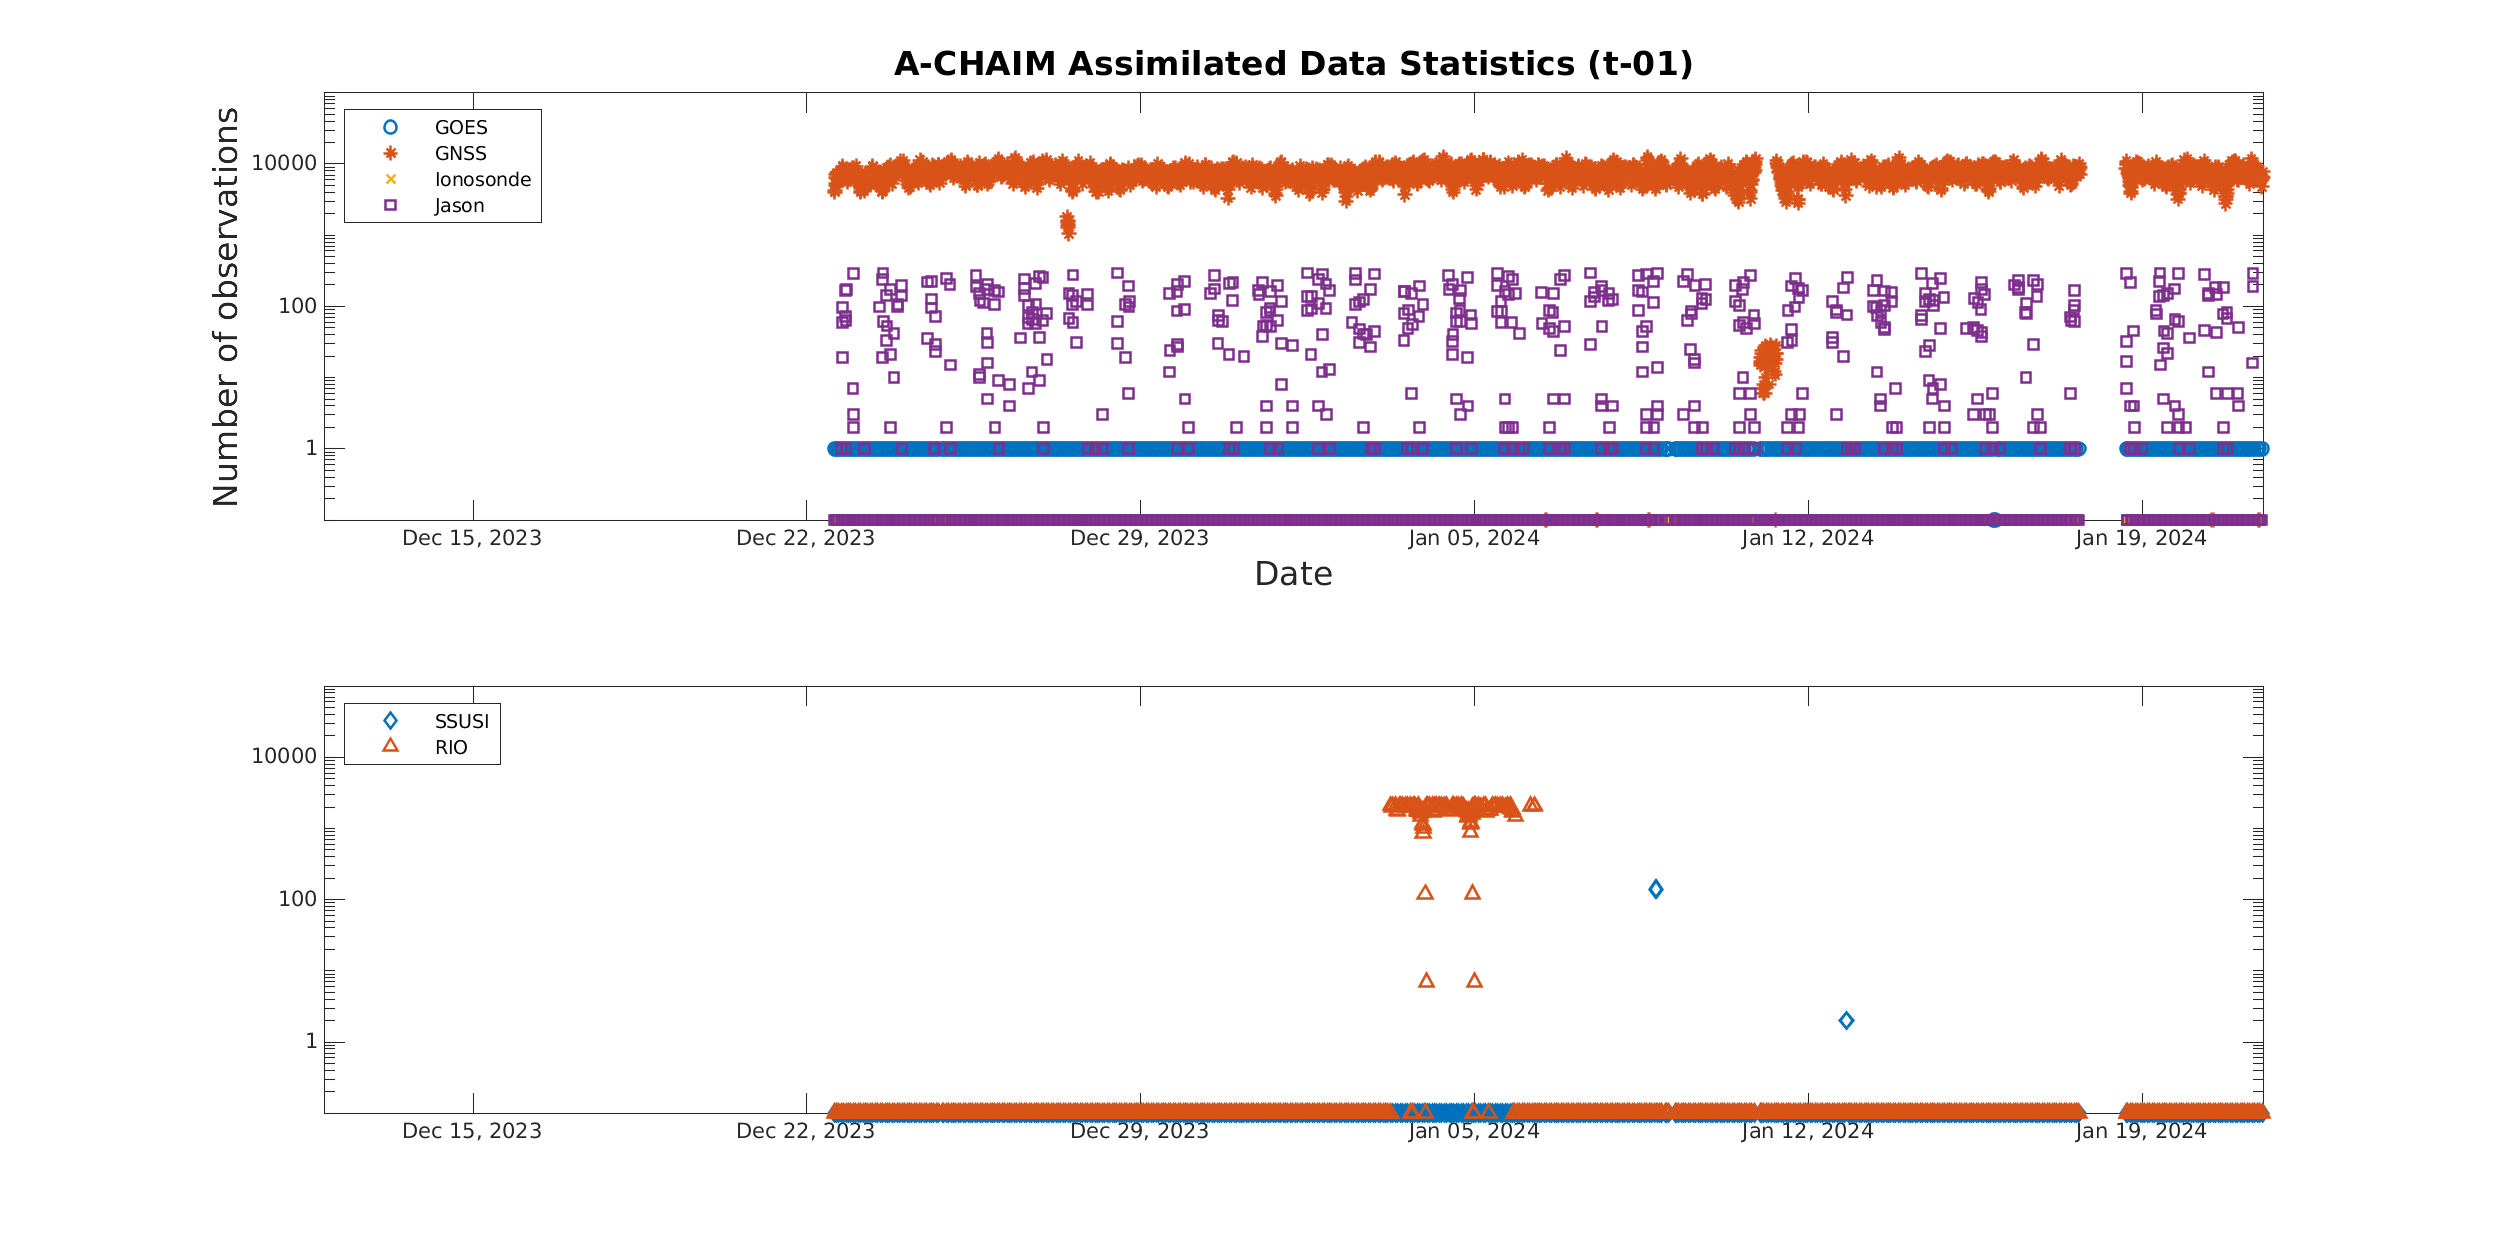 A-CHAIM Assimilated Data Statistics (t-01)
Number of observations
10000
100
1
GOES
GNSS
Ionosonde
Jason
Dec 15, 2023
Dec 22, 2023
Dec 29, 2023
Jan 05, 2024
Jan 12, 2024
Jan 19, 2024
Date
10000
100
1
SSUSI
RIO
Dec 15, 2023
Dec 22, 2023
Dec 29, 2023
Jan 05, 2024
Jan 12, 2024
Jan 19, 2024